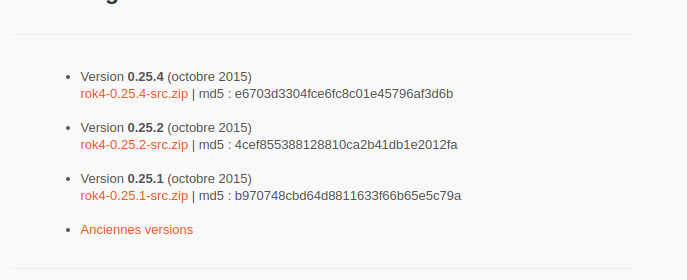 Version 0.25.4 (octobre 2015)
rok4-0.25.4-src.zip | md5 : e6703d3304fce6fc8c01e45796af3d6b
Version 0.25.2 (octobre 2015)
rok4-0.25.2-src.zip | md5 : 4cef855388128810ca2b41db1e2012fa
Version 0.25.1 (octobre 2015)
rok4-0.25.1-src.zip | md5 : b970748cbd64d8811633f66b65e5c79a
Anciennes versions